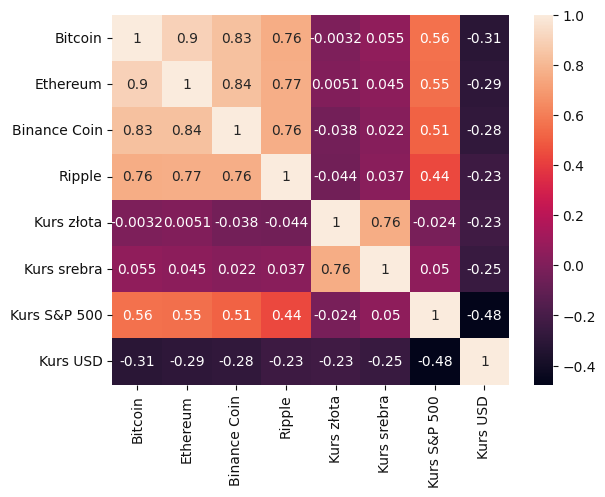 Bitcoin 1 0.9 0.83 0.76 -0.0032 0.055 0.56 -0.31
Ethereum 0.9 1 0.84 0.77 0.0051 0.045 0.55 -0.29
Binance Coin 0.83 0.84 1 0.76 -0.038 0.022 0.51 -0.28
Ripple 0.76 0.77 0.76 1 -0.044 0.037 0.44 -0.23
Kurs złota -0.0032 0.0051 -0.038 -0.044 1 0.76 -0.024 -0.23
Kurs srebra 0.055 0.045 0.022 0.037 0.76 1 0.05 -0.25
Kurs S&P 500 0.56 0.55 0.51 0.44 -0.024 0.05 1 -0.48
Kurs USD -0.31 -0.29 -0.28 -0.23 -0.23 -0.25 -0.48 1
Bitcoin
Ethereum
Binance Coin
Ripple
Kurs złota
Kurs srebra
Kurs S&P 500
Kurs USD
1.0
0.8
0.6
0.4
0.2
0.0
−0.2
−0.4